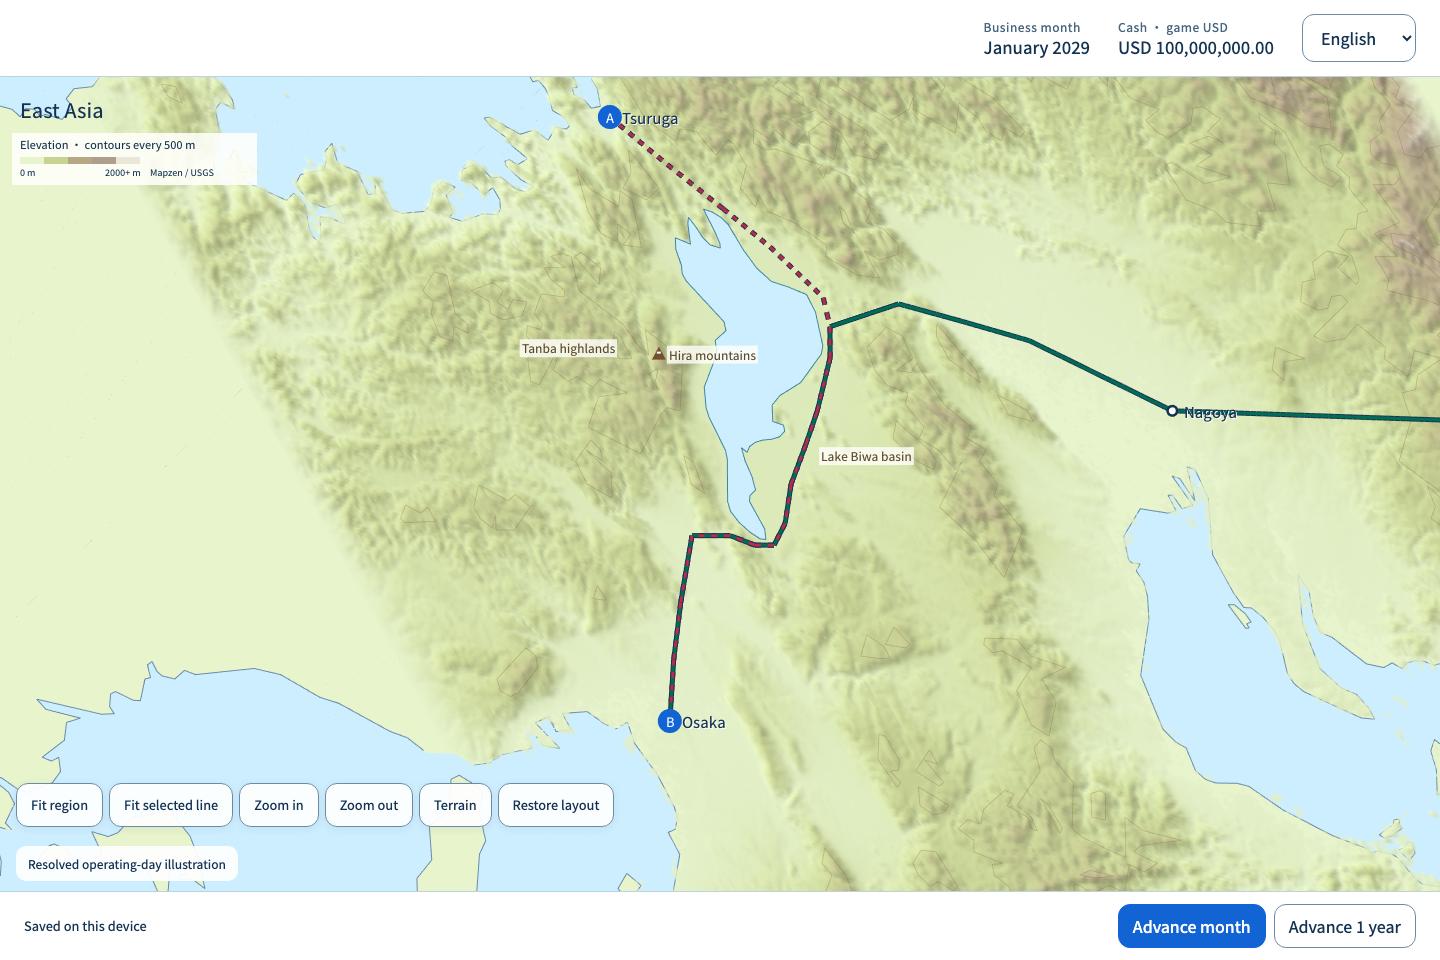 Business month
January 2029
Cash • game USD
USD 100,000,000.00
English
East Asia
Elevation • contours every 500 m
0 m
2000+ m
Mapzen / USGS
A
Tsuruga
Tanba highlands
Hira mountains
Nagoya
Lake Biwa basin
B
Osaka
Fit region
Fit selected line
Zoom in
Zoom out
Terrain
Restore layout
Resolved operating-day illustration
Saved on this device
Advance month
Advance 1 year